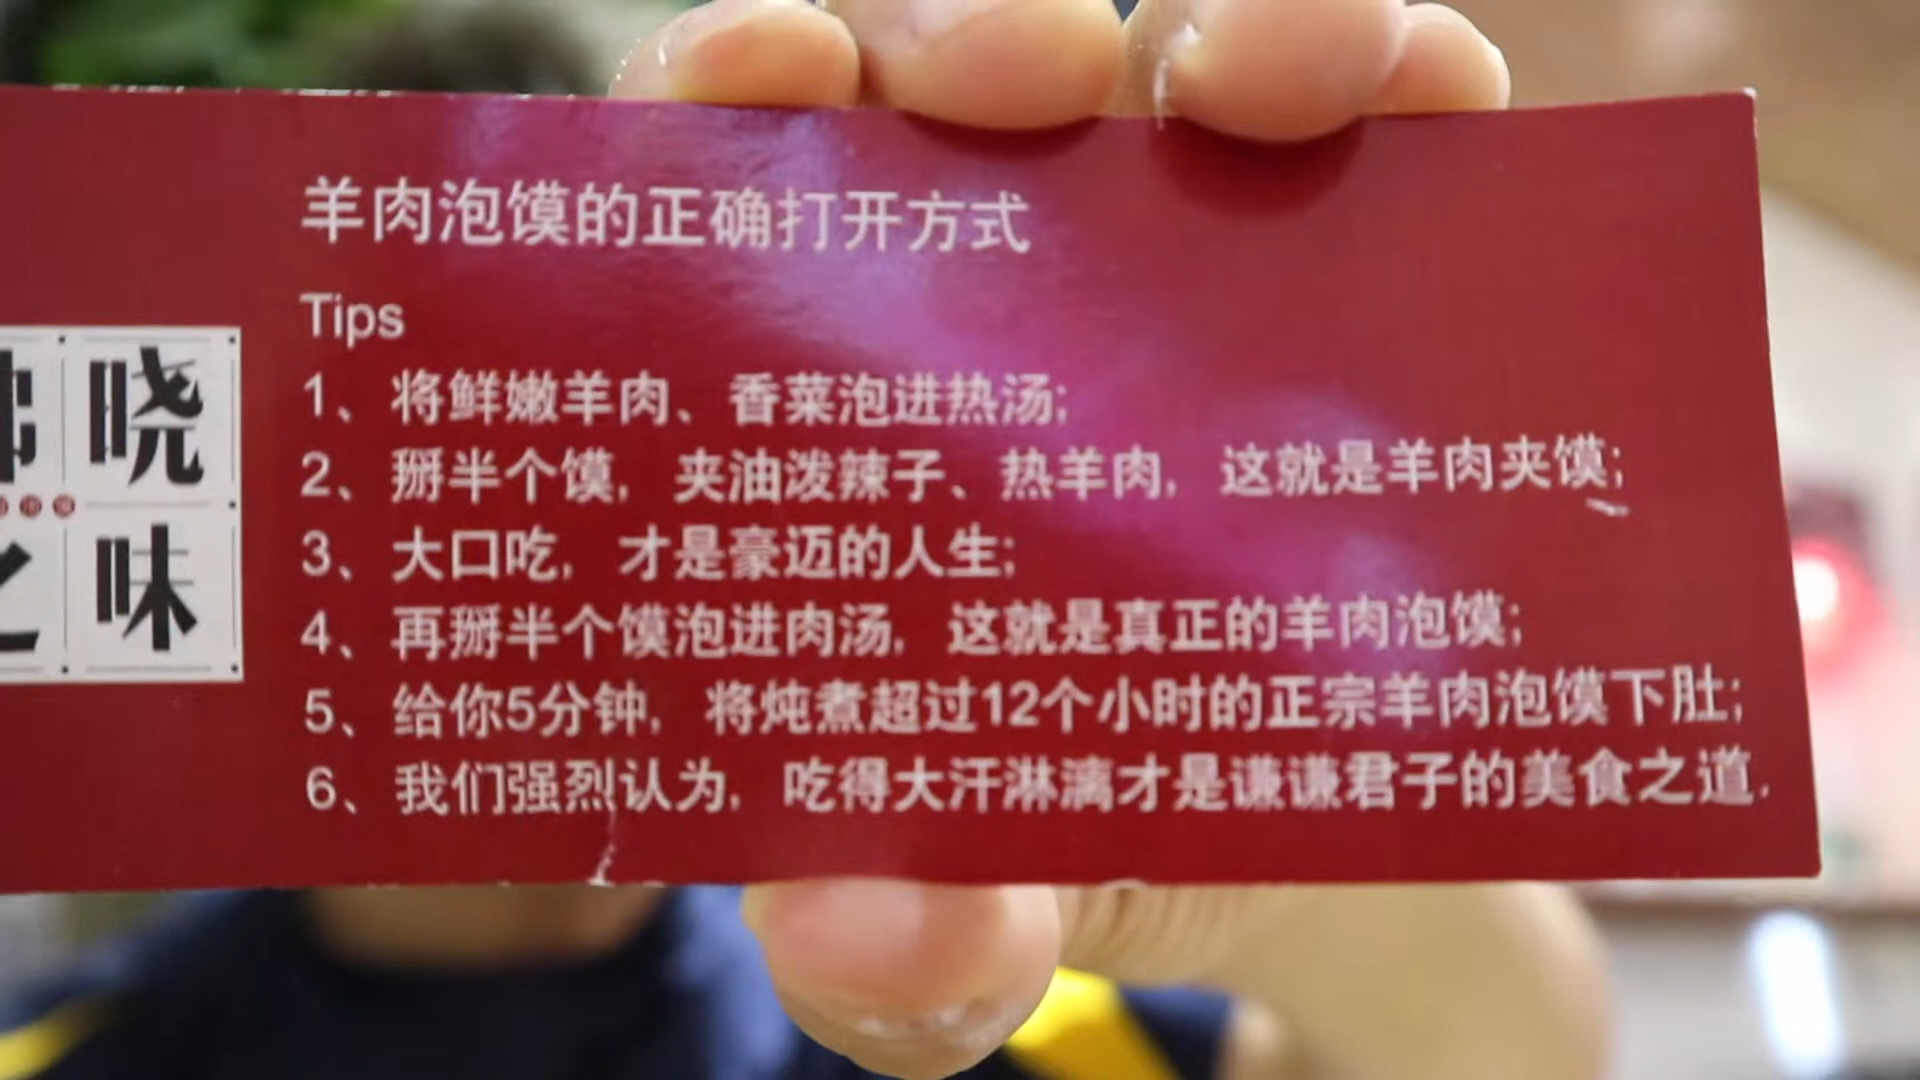 羊肉泡馍的正确打开方式
Tips
1、将鲜嫩羊肉、香菜泡进热汤;
2、掰半个馍, 夹油泼辣子、热羊肉, 这就是羊肉夹馍;
3、大口吃, 才是豪迈的人生;
4、再掰半个馍泡进肉汤, 这就是真正的羊肉泡馍;
5、给你5分钟, 将炖煮超过12个小时的正宗羊肉泡馍下肚;
6、我们强烈认为, 吃得大汗淋漓才是谦谦君子的美食之道.
晓
之味